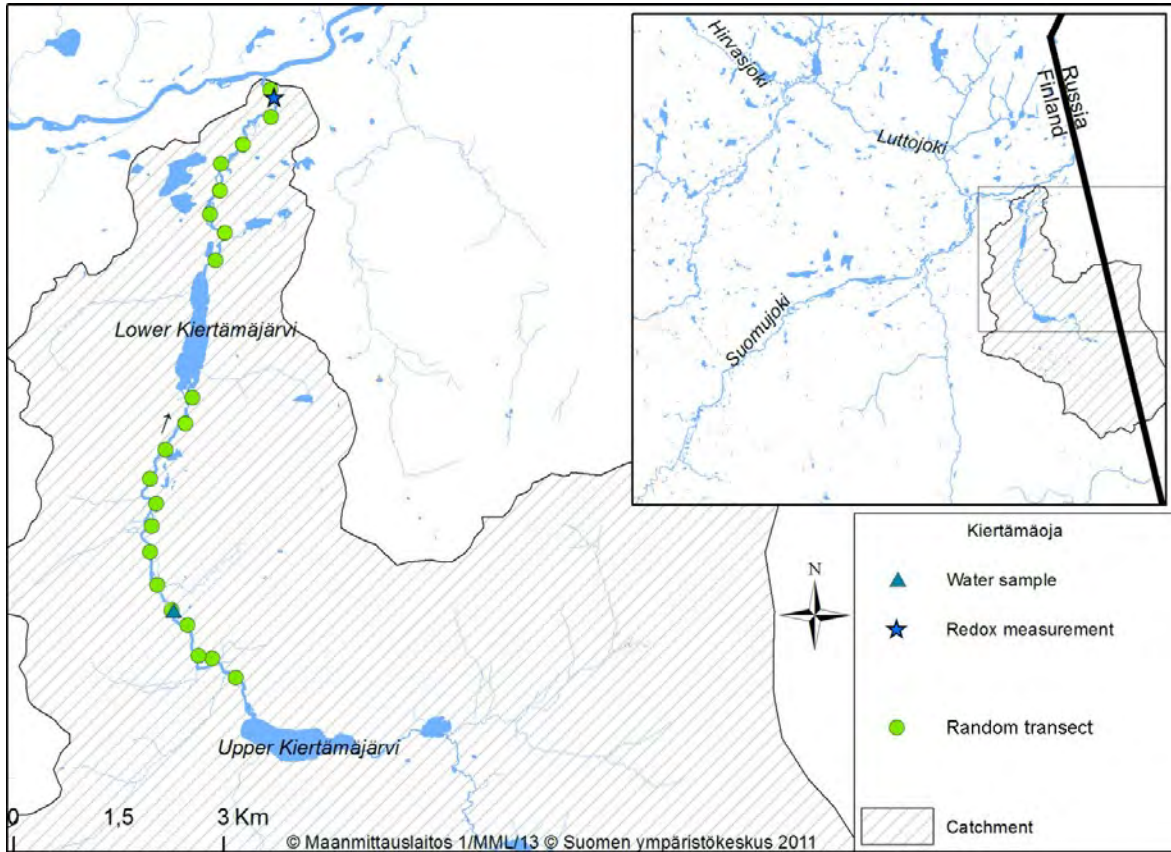 Hirvasjoki
Russia
Finland
Luttojoki
Suomujoki
Lower Kiertämäjärvi
Upper Kiertämäjärvi
N
Kiertämäoja
Water sample
Redox measurement
Random transect
Catchment
0 1,5 3 Km
© Maanmittauslaitos 1/MML/13 © Suomen ympäristökeskus 2011